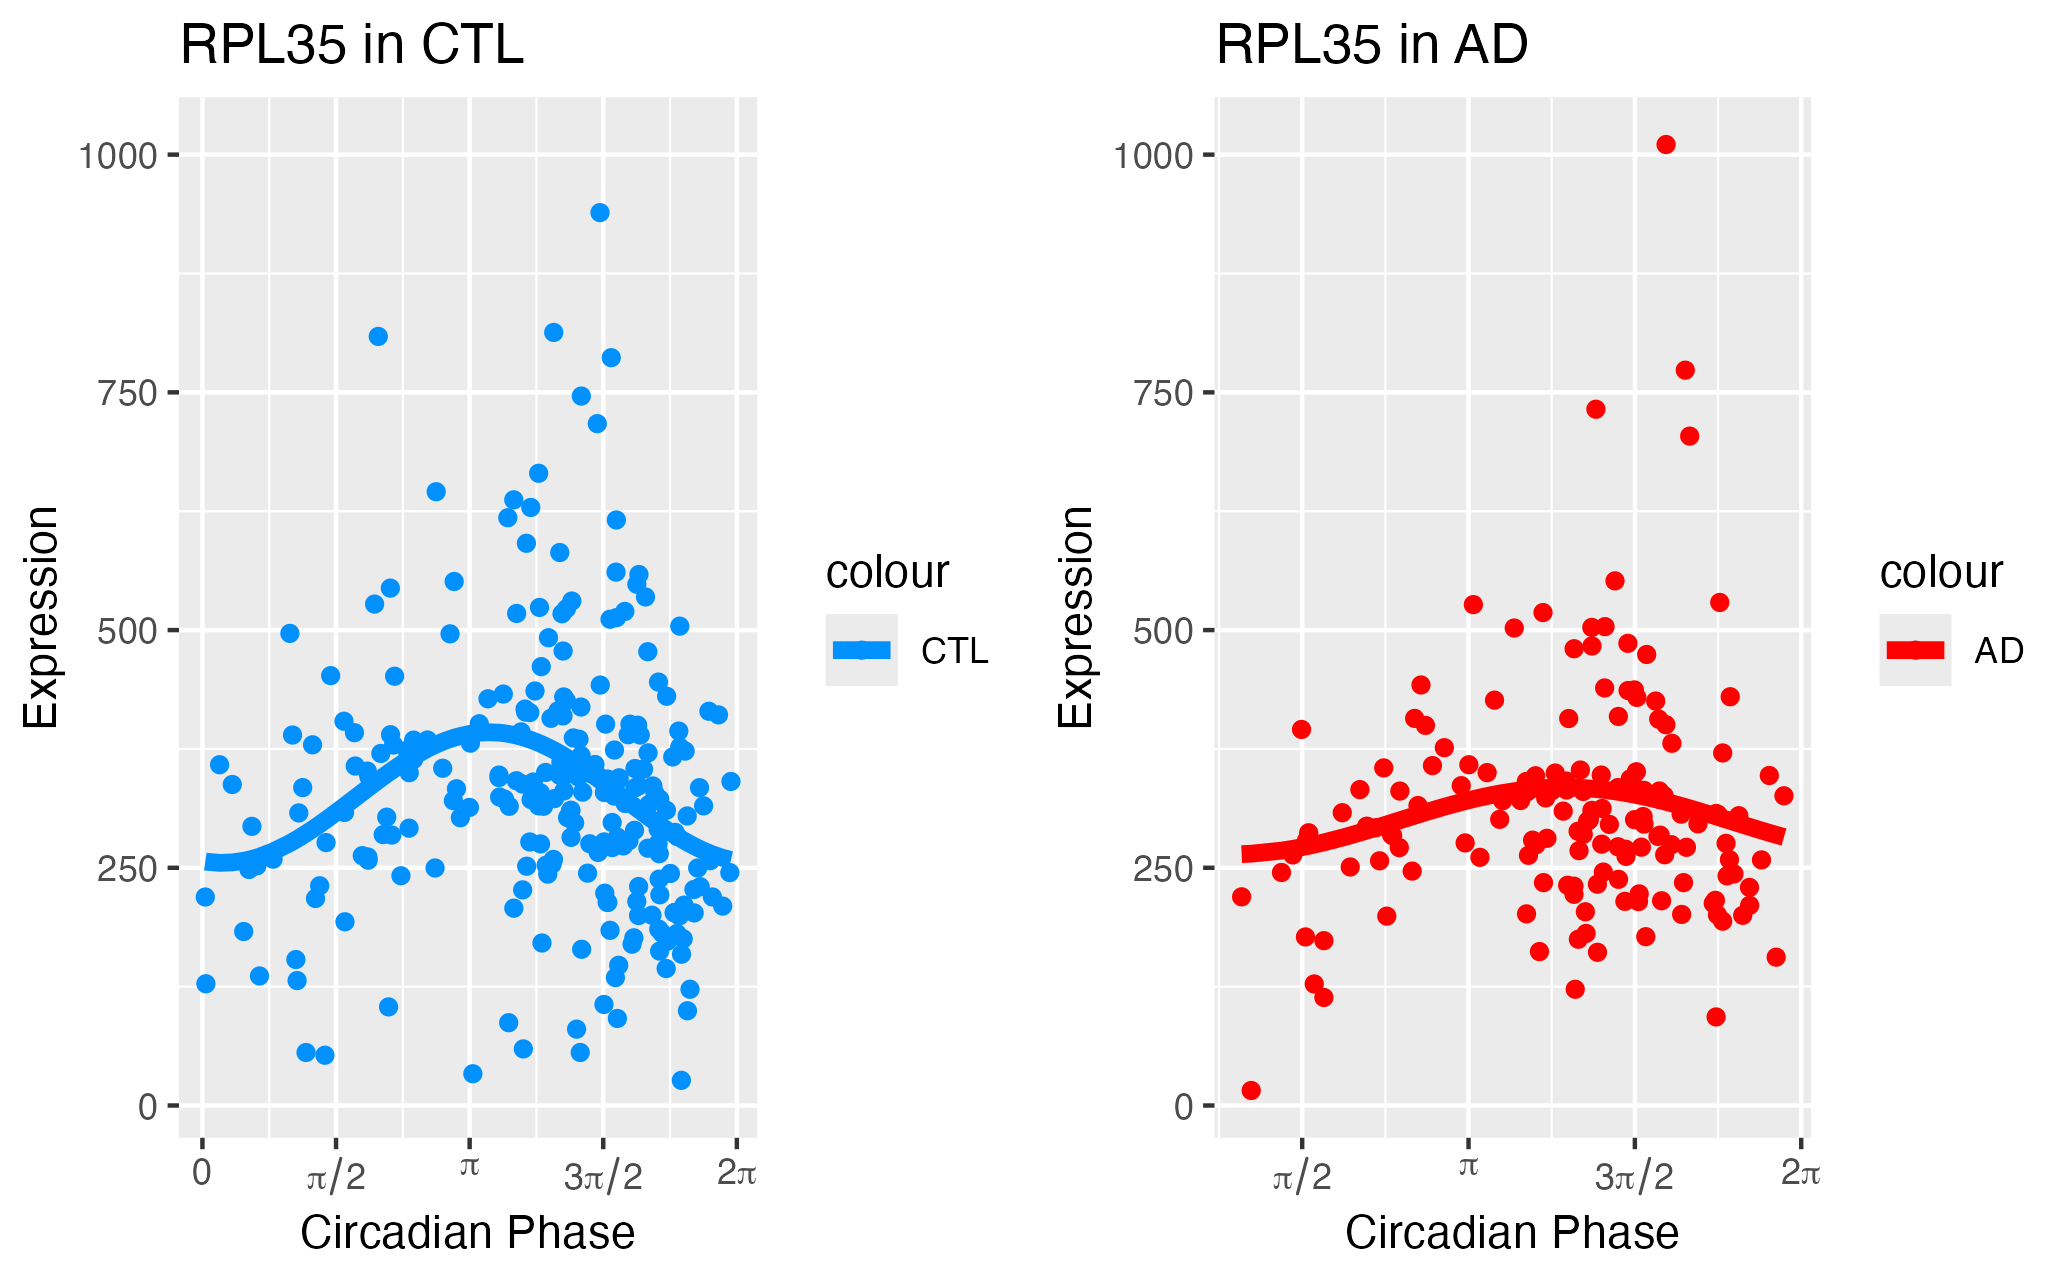 RPL35 in CTL
1000
750
500
250
0
Expression
0 π/2 π 3π/2 2π
Circadian Phase
colour
CTL
RPL35 in AD
1000
750
500
250
0
Expression
π/2 π 3π/2 2π
Circadian Phase
colour
AD